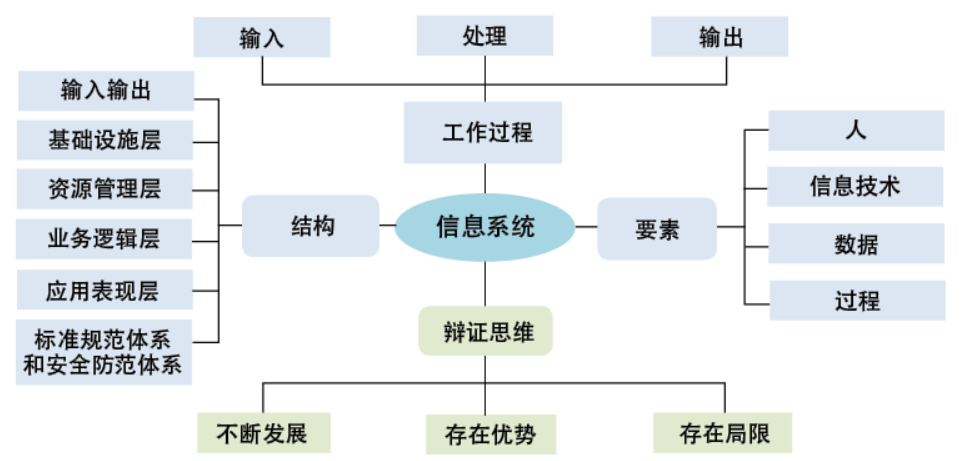 输入
处理
输出
工作过程
输入输出
基础设施层
资源管理层
业务逻辑层
应用表现层
标准规范体系
和安全防范体系
结构
信息系统
要素
人
信息技术
数据
过程
辩证思维
不断发展
存在优势
存在局限